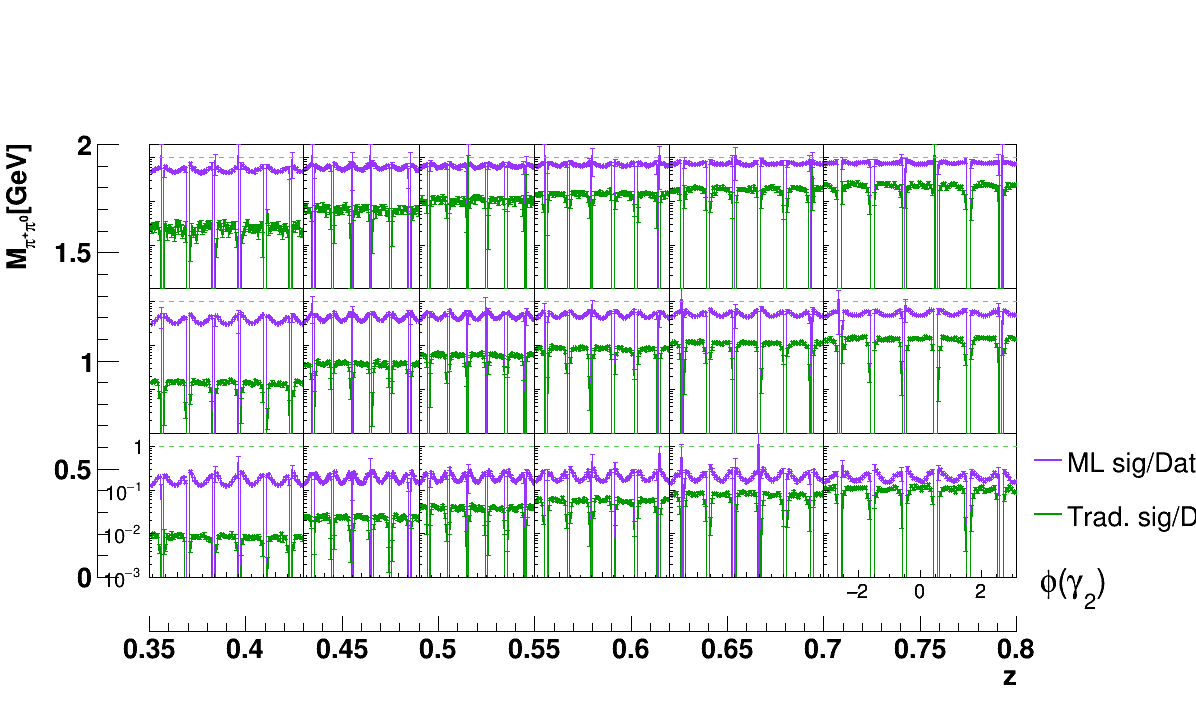 M_{π⁺π⁰}[GeV]
2
1.5
1
0.5
0
1
10⁻¹
10⁻²
10⁻³
ML sig/Dat
Trad. sig/D
−2 0 2
ϕ(γ₂)
0.35 0.4 0.45 0.5 0.55 0.6 0.65 0.7 0.75 0.8
z